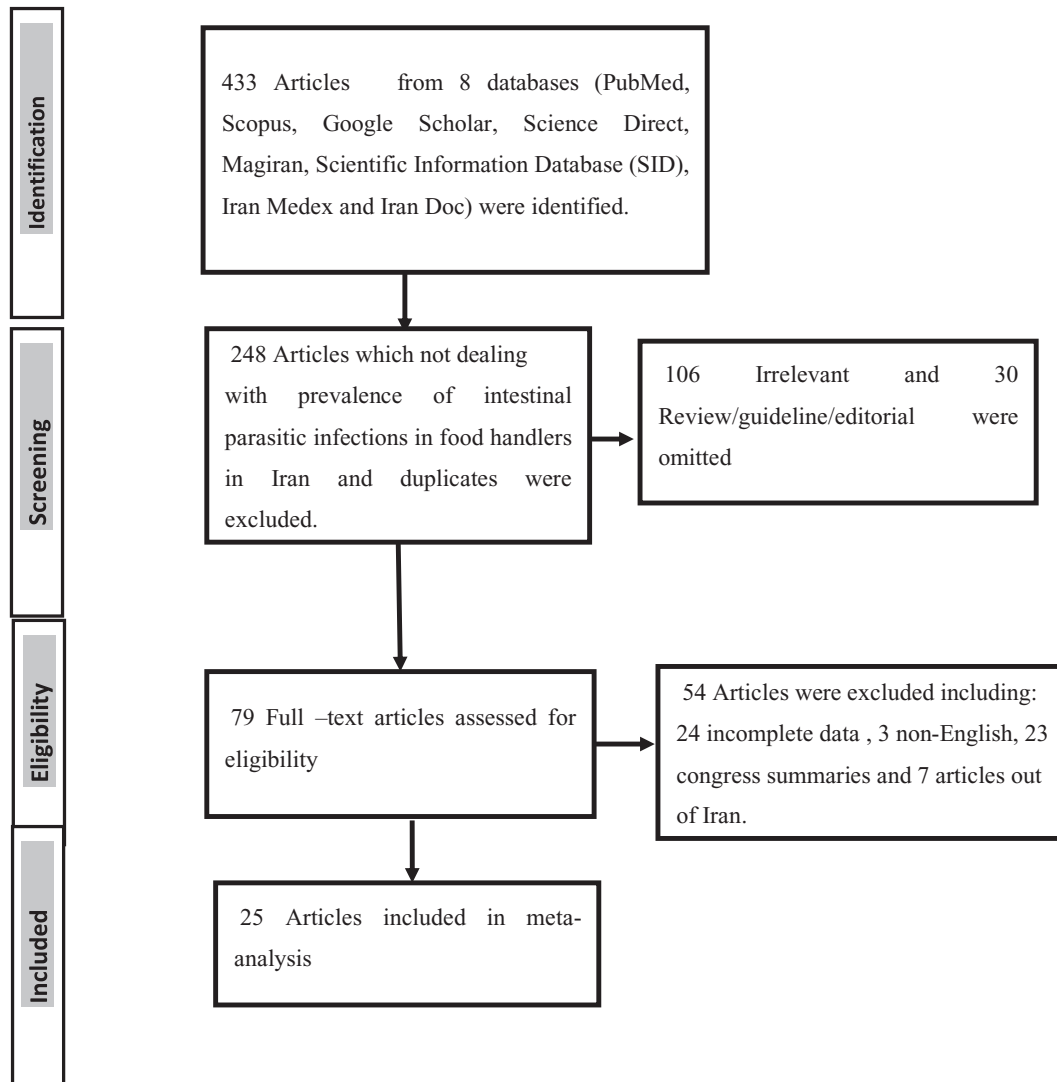 Identification
433 Articles from 8 databases (PubMed,
Scopus, Google Scholar, Science Direct,
Magiran, Scientific Information Database (SID),
Iran Medex and Iran Doc) were identified.
Screening
248 Articles which not dealing
with prevalence of intestinal
parasitic infections in food handlers
in Iran and duplicates were
excluded.
106 Irrelevant and 30
Review/guideline/editorial were
omitted
Eligibility
79 Full –text articles assessed for
eligibility
54 Articles were excluded including:
24 incomplete data , 3 non-English, 23
congress summaries and 7 articles out
of Iran.
Included
25 Articles included in meta-
analysis